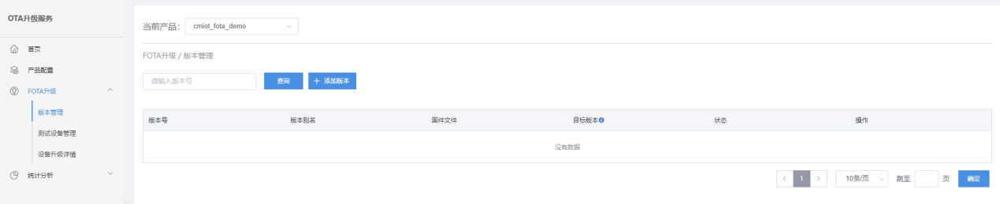 OTA升级服务
首页
产品配置
FOTA升级
版本管理
测试设备管理
设备升级详情
统计分析
当前产品： cmiot_fota_demo
FOTA升级 / 版本管理
请输入版本号 查询 + 添加版本
版本号 版本别名 固件文件 目标版本 状态 操作
没有数据
< 1 > 10条/页 跳至 页 确定